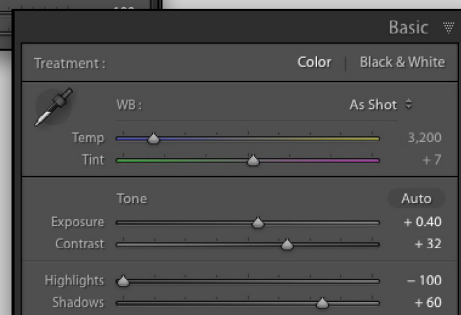 Basic
Treatment : Color | Black & White
WB : As Shot
Temp 3,200
Tint + 7
Tone Auto
Exposure + 0.40
Contrast + 32
Highlights − 100
Shadows + 60